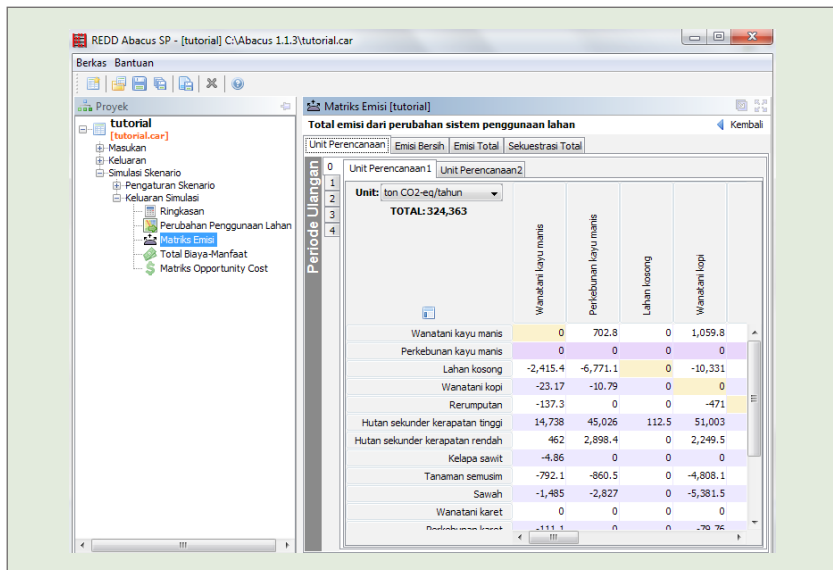 REDD Abacus SP - [tutorial] C:\Abacus 1.1.3\tutorial.car
Berkas Bantuan
Proyek
tutorial
[tutorial.car]
Masukan
Keluaran
Simulasi Skenario
Pengaturan Skenario
Keluaran Simulasi
Ringkasan
Perubahan Penggunaan Lahan
Matriks Emisi
Total Biaya-Manfaat
Matriks Opportunity Cost
Matriks Emisi [tutorial]
Total emisi dari perubahan sistem penggunaan lahan Kembali
Unit Perencanaan Emisi Bersih Emisi Total Sekuestrasi Total
Periode Ulangan
0
1
2
3
4
Unit Perencanaan1 Unit Perencanaan2
Unit: ton CO2-eq/tahun
TOTAL: 324,363
Wanatani kayu manis
Perkebunan kayu manis
Lahan kosong
Wanatani kopi
Wanatani kayu manis 0 702.8 0 1,059.8
Perkebunan kayu manis 0 0 0 0
Lahan kosong -2,415.4 -6,771.1 0 -10,331
Wanatani kopi -23.17 -10.79 0 0
Rerumputan -137.3 0 0 -471
Hutan sekunder kerapatan tinggi 14,738 45,026 112.5 51,003
Hutan sekunder kerapatan rendah 462 2,898.4 0 2,249.5
Kelapa sawit -4.86 0 0 0
Tanaman semusim -792.1 -860.5 0 -4,808.1
Sawah -1,485 -2,827 0 -5,381.5
Wanatani karet 0 0 0 0
Perkebunan karet -111.1 0 0 -79.76